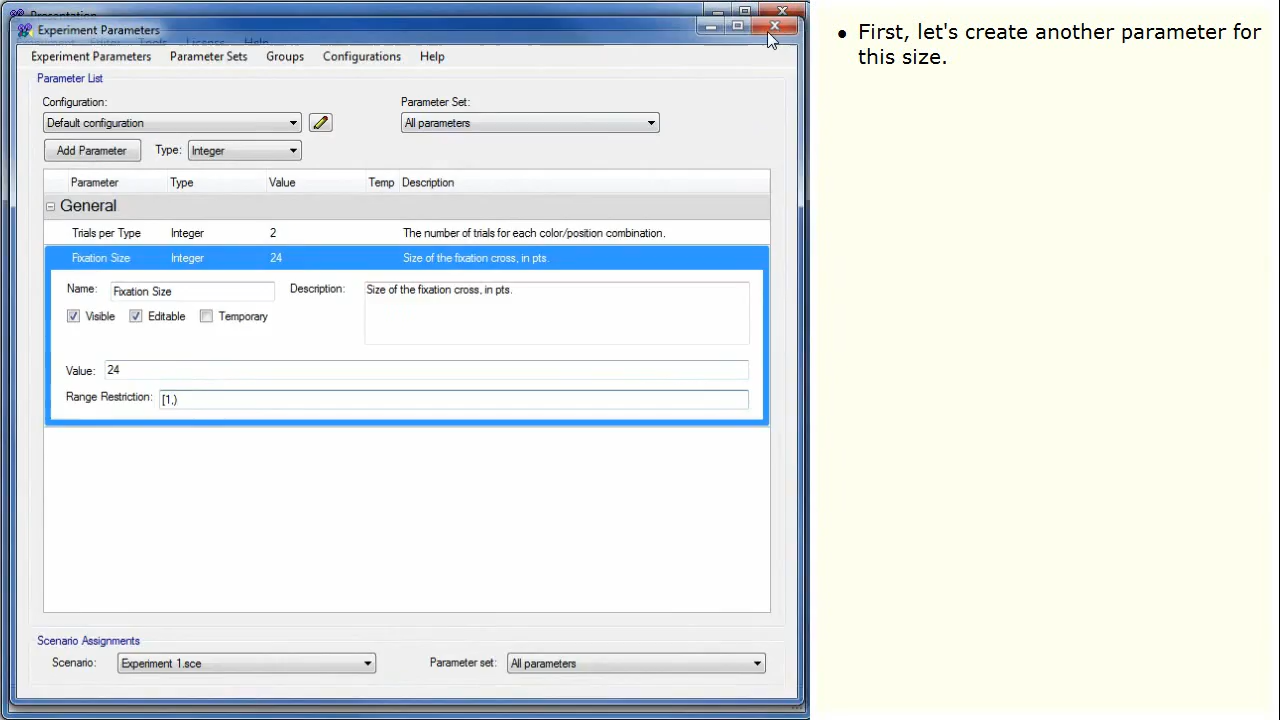 Presentation
Experiment Parameters
Experiment Parameters Parameter Sets Groups Configurations Help
Parameter List
Configuration: Parameter Set:
Default configuration All parameters
Add Parameter Type: Integer
Parameter Type Value Temp Description
General
Trials per Type Integer 2 The number of trials for each color/position combination.
Fixation Size Integer 24 Size of the fixation cross, in pts.
Name: Fixation Size Description: Size of the fixation cross, in pts.
Visible Editable Temporary
Value: 24
Range Restriction: [1,)
Scenario Assignments
Scenario: Experiment 1.sce Parameter set: All parameters
• First, let's create another parameter for
this size.